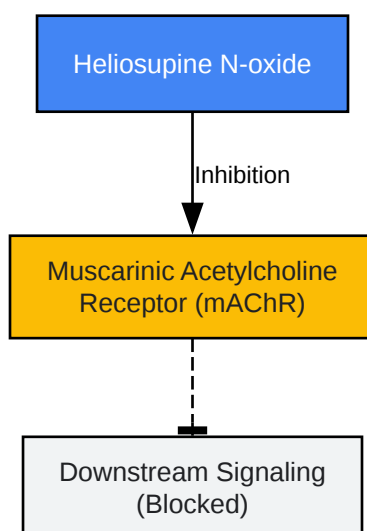 Heliosupine N-oxide
Inhibition
Muscarinic Acetylcholine
Receptor (mAChR)
Downstream Signaling
(Blocked)